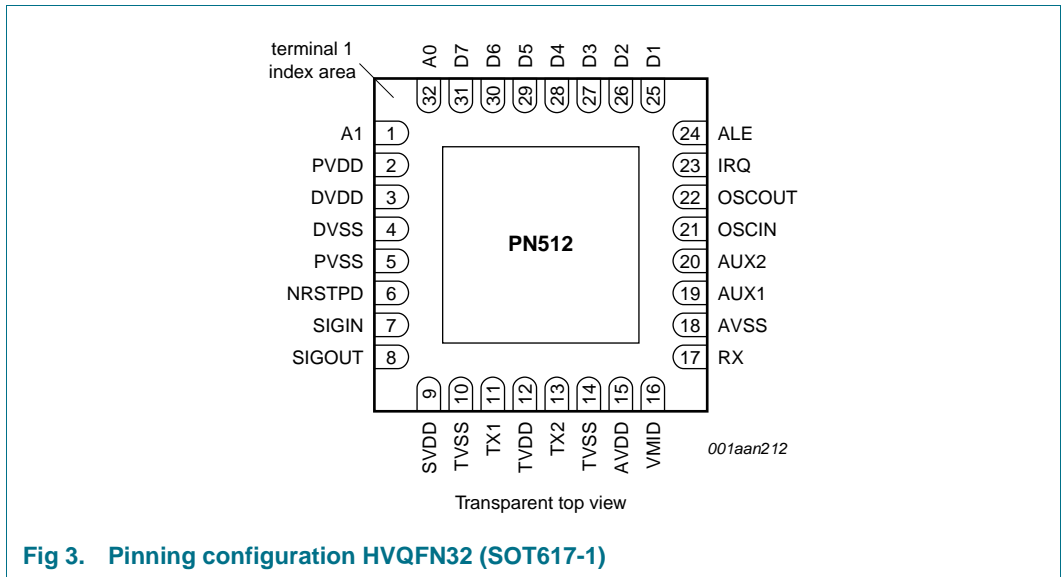 terminal 1
index area
A0
D7
D6
D5
D4
D3
D2
D1
32
31
30
29
28
27
26
25
A1 1
PVDD 2
DVDD 3
DVSS 4
PVSS 5
NRSTPD 6
SIGIN 7
SIGOUT 8
PN512
24 ALE
23 IRQ
22 OSCOUT
21 OSCIN
20 AUX2
19 AUX1
18 AVSS
17 RX
9
10
11
12
13
14
15
16
SVDD
TVSS
TX1
TVDD
TX2
TVSS
AVDD
VMID
001aan212
Transparent top view
Fig 3. Pinning configuration HVQFN32 (SOT617-1)